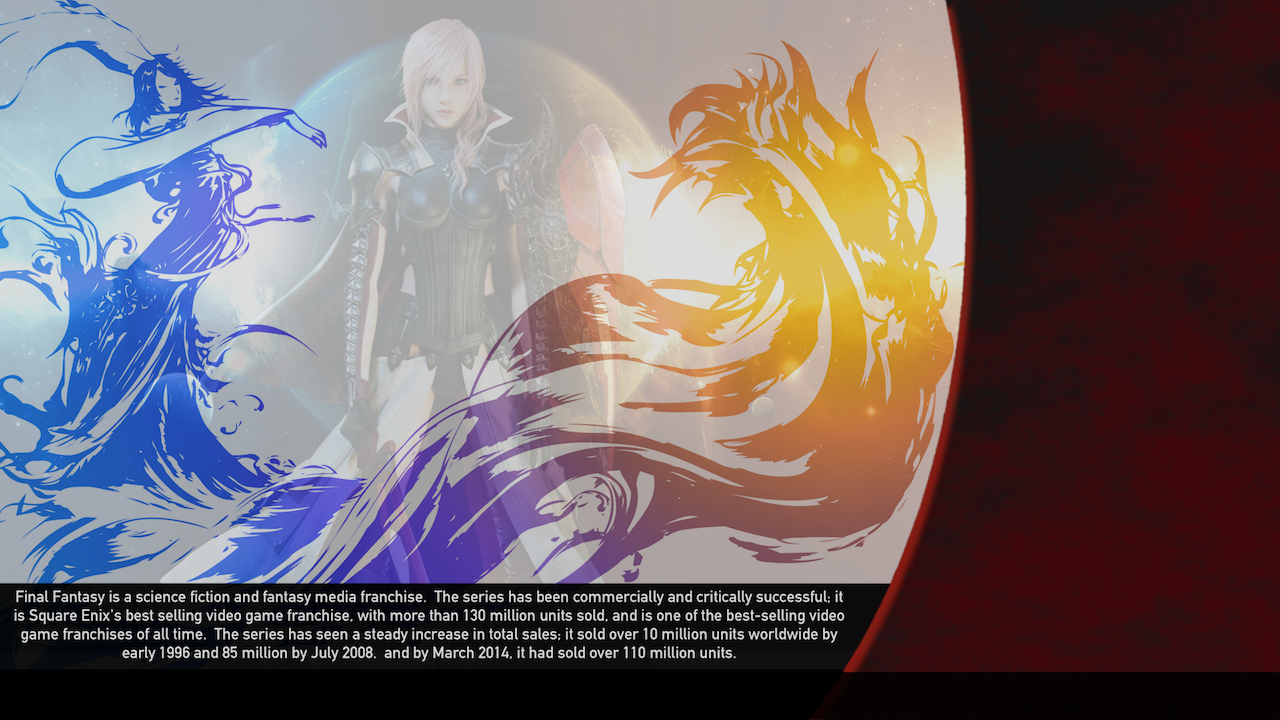 Final Fantasy is a science fiction and fantasy media franchise.  The series has been commercially and critically successful; it
is Square Enix's best selling video game franchise, with more than 130 million units sold, and is one of the best-selling video
game franchises of all time.  The series has seen a steady increase in total sales; it sold over 10 million units worldwide by
early 1996 and 85 million by July 2008.  and by March 2014, it had sold over 110 million units.